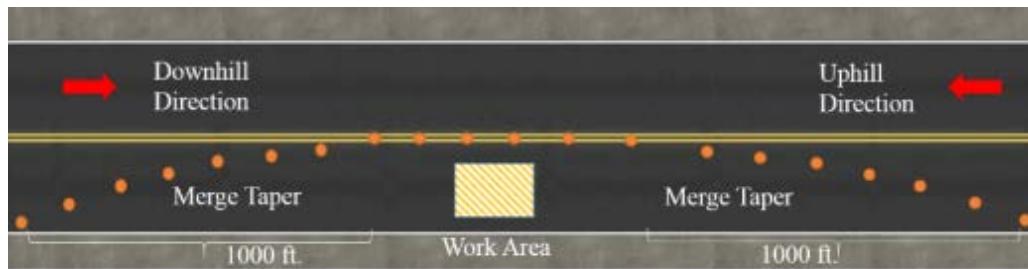 Downhill
Direction
Uphill
Direction
Merge Taper
Merge Taper
1000 ft.
Work Area
1000 ft.